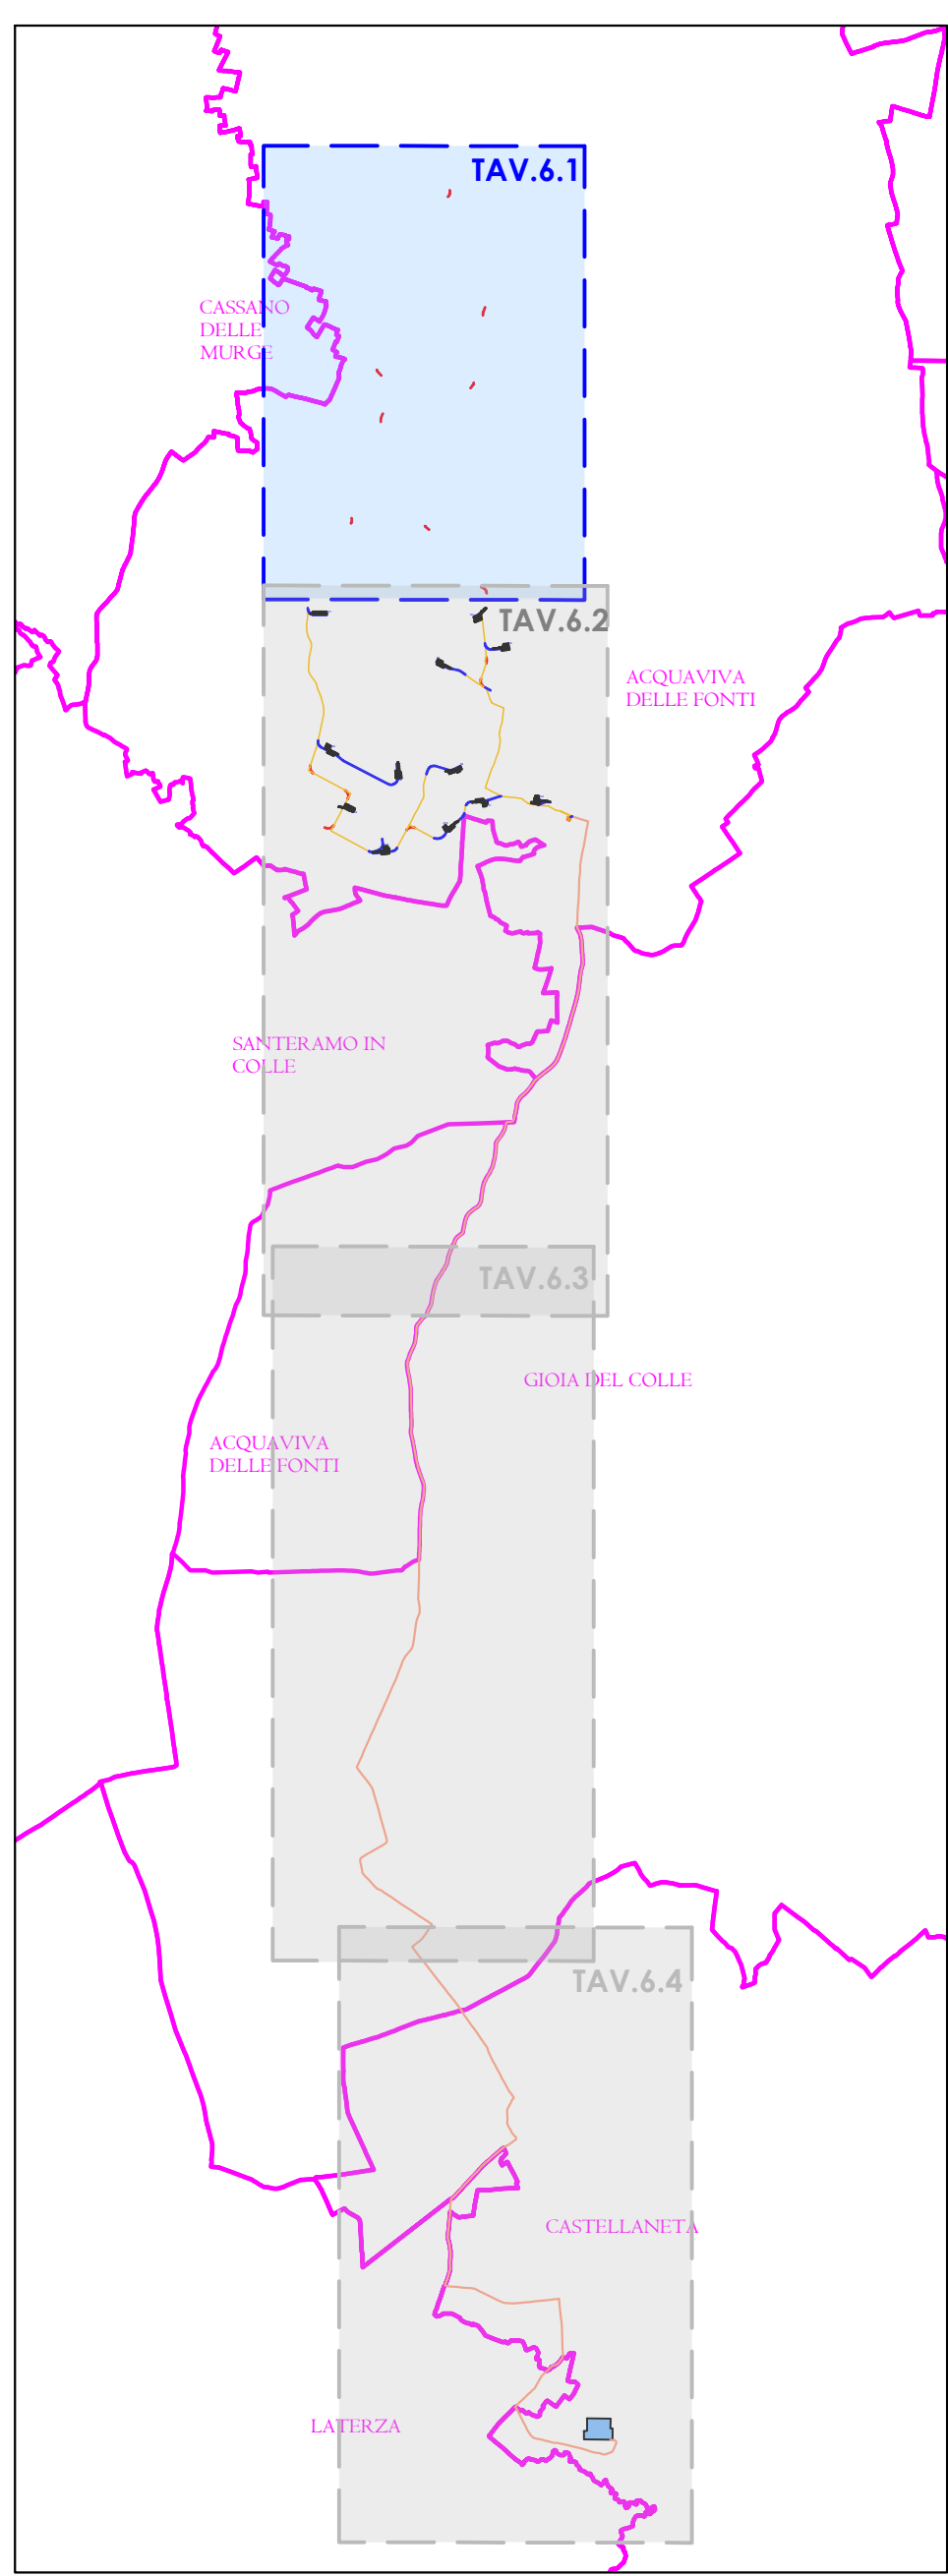 TAV.6.1
CASSANO
DELLE
MURGE
TAV.6.2
ACQUAVIVA
DELLE FONTI
SANTERAMO IN
COLLE
TAV.6.3
GIOIA DEL COLLE
ACQUAVIVA
DELLE FONTI
TAV.6.4
CASTELLANETA
LATERZA